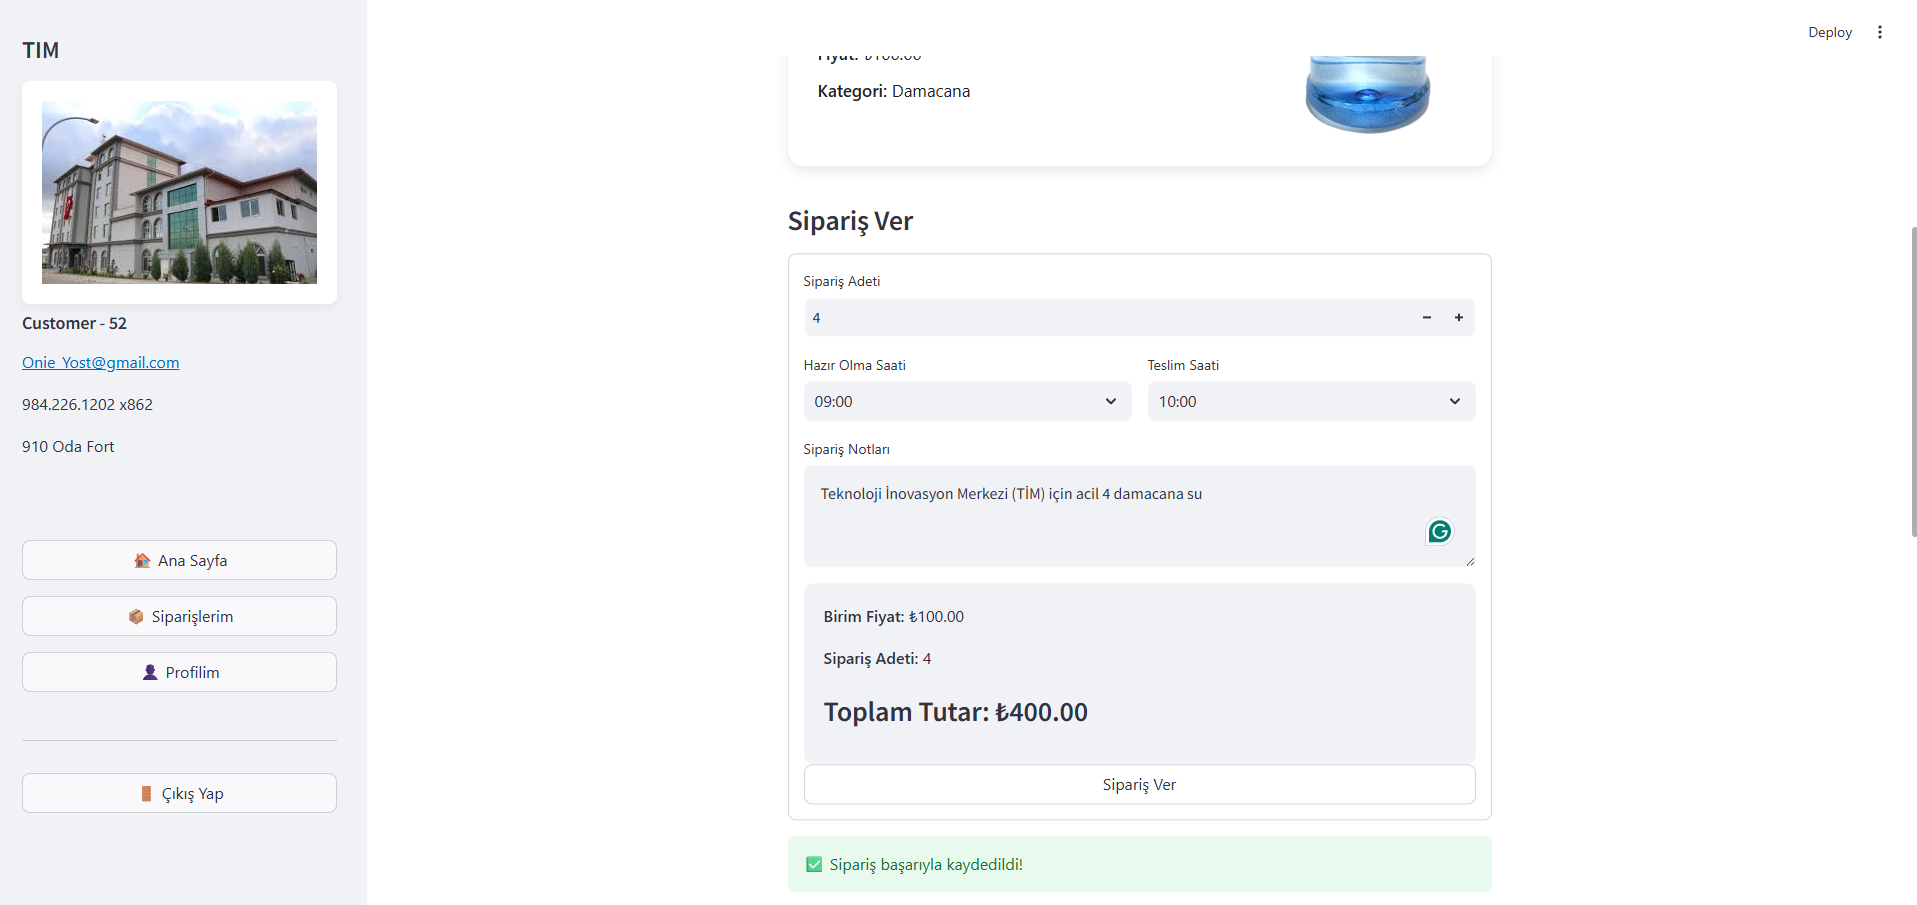 TIM
Customer - 52
Onie_Yost@gmail.com
984.226.1202 x862
910 Oda Fort
🏠 Ana Sayfa
📦 Siparişlerim
👤 Profilim
🚪 Çıkış Yap
Deploy
Fiyat: ₺100.00
Kategori: Damacana
Sipariş Ver
Sipariş Adeti
4
Hazır Olma Saati
Teslim Saati
09:00
10:00
Sipariş Notları
Teknoloji İnovasyon Merkezi (TİM) için acil 4 damacana su
Birim Fiyat: ₺100.00
Sipariş Adeti: 4
Toplam Tutar: ₺400.00
Sipariş Ver
✅ Sipariş başarıyla kaydedildi!